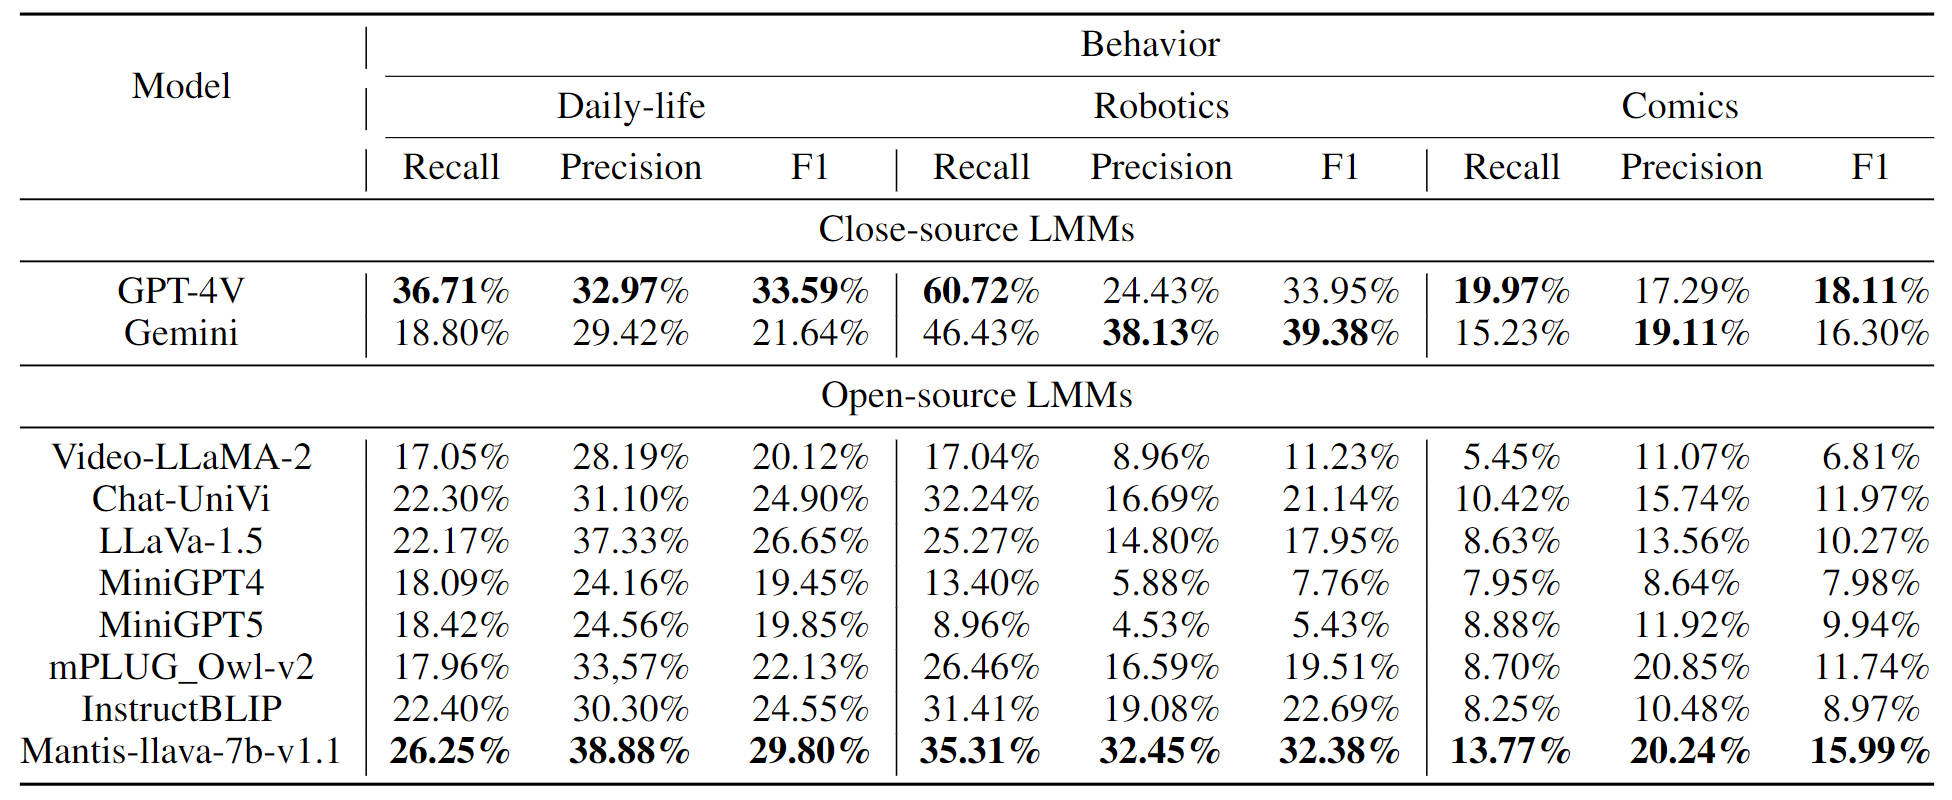 Behavior
Model
Daily-life Robotics Comics
Recall Precision F1 Recall Precision F1 Recall Precision F1
Close-source LMMs
GPT-4V 36.71% 32.97% 33.59% 60.72% 24.43% 33.95% 19.97% 17.29% 18.11%
Gemini 18.80% 29.42% 21.64% 46.43% 38.13% 39.38% 15.23% 19.11% 16.30%
Open-source LMMs
Video-LLaMA-2 17.05% 28.19% 20.12% 17.04% 8.96% 11.23% 5.45% 11.07% 6.81%
Chat-UniVi 22.30% 31.10% 24.90% 32.24% 16.69% 21.14% 10.42% 15.74% 11.97%
LLaVa-1.5 22.17% 37.33% 26.65% 25.27% 14.80% 17.95% 8.63% 13.56% 10.27%
MiniGPT4 18.09% 24.16% 19.45% 13.40% 5.88% 7.76% 7.95% 8.64% 7.98%
MiniGPT5 18.42% 24.56% 19.85% 8.96% 4.53% 5.43% 8.88% 11.92% 9.94%
mPLUG_Owl-v2 17.96% 33,57% 22.13% 26.46% 16.59% 19.51% 8.70% 20.85% 11.74%
InstructBLIP 22.40% 30.30% 24.55% 31.41% 19.08% 22.69% 8.25% 10.48% 8.97%
Mantis-llava-7b-v1.1 26.25% 38.88% 29.80% 35.31% 32.45% 32.38% 13.77% 20.24% 15.99%